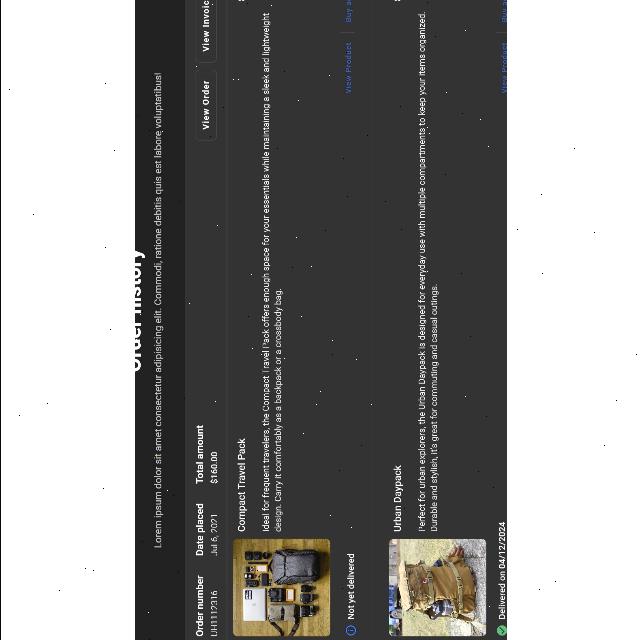 Order history
Lorem ipsum dolor sit amet consectetur adipisicing elit. Commodi, ratione debitis quis est labore voluptatibus!
Order number
UH1112316
Date placed
Jul 6, 2021
Total amount
$160.00
View Order
View Invoic
Compact Travel Pack
Ideal for frequent travelers, the Compact Travel Pack offers enough space for your essentials while maintaining a sleek and lightweight
design. Carry it comfortably as a backpack or a crossbody bag.
Not yet delivered
View Product
Buy a
Urban Daypack
Perfect for urban explorers, the Urban Daypack is designed for everyday use with multiple compartments to keep your items organized.
Durable and stylish, it's great for commuting and casual outings.
Delivered on 04/12/2024
View Product
Buy a